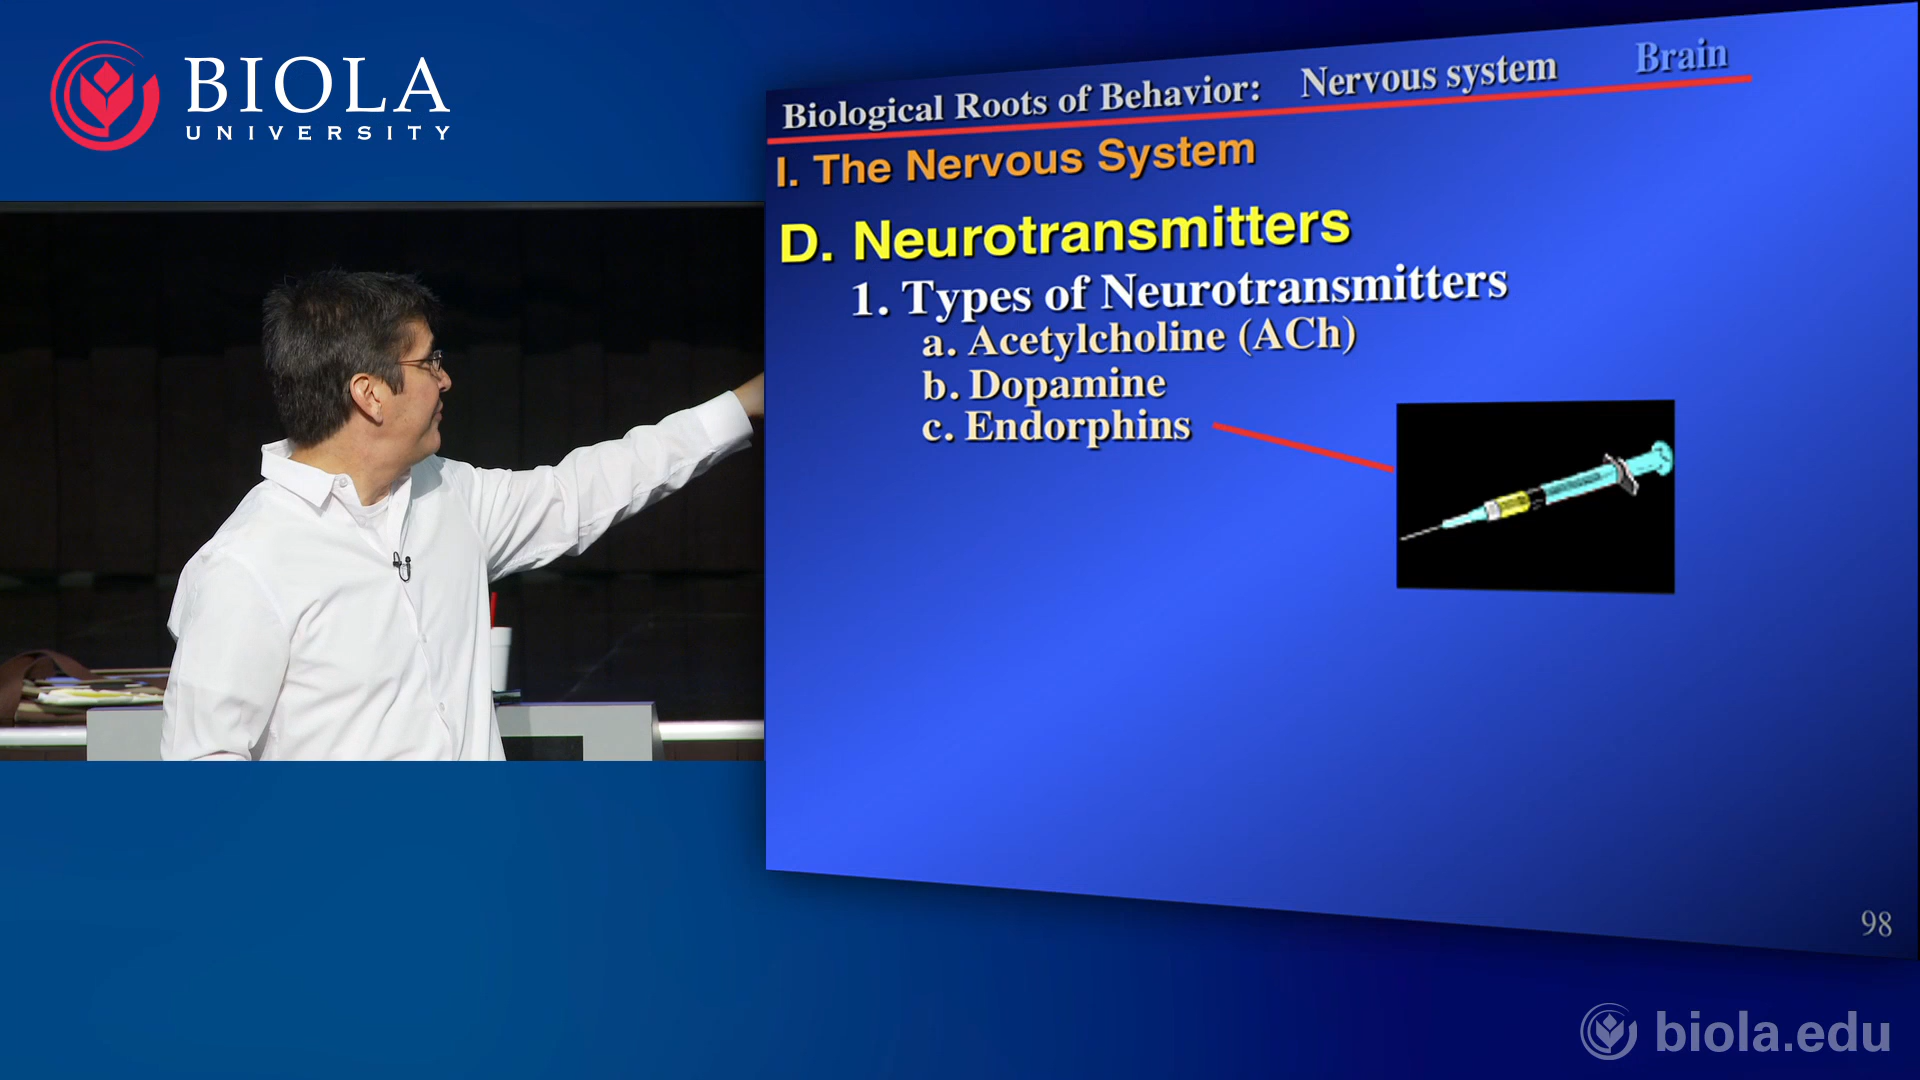 BIOLA
UNIVERSITY
Biological Roots of Behavior: Nervous system Brain
I. The Nervous System
D. Neurotransmitters
1. Types of Neurotransmitters
a. Acetylcholine (ACh)
b. Dopamine
c. Endorphins
98
biola.edu